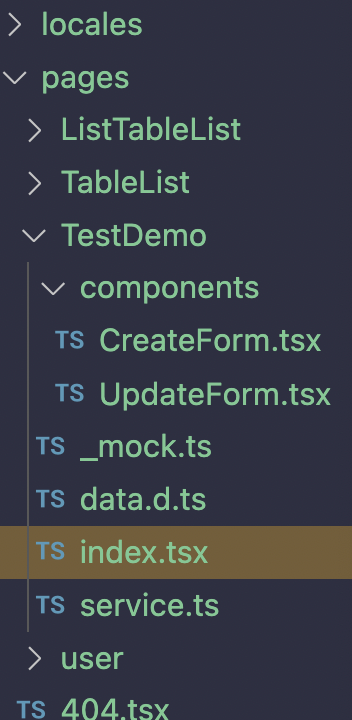 locales
pages
ListTableList
TableList
TestDemo
components
TS CreateForm.tsx
TS UpdateForm.tsx
TS _mock.ts
TS data.d.ts
TS index.tsx
TS service.ts
user
TS 404.tsx